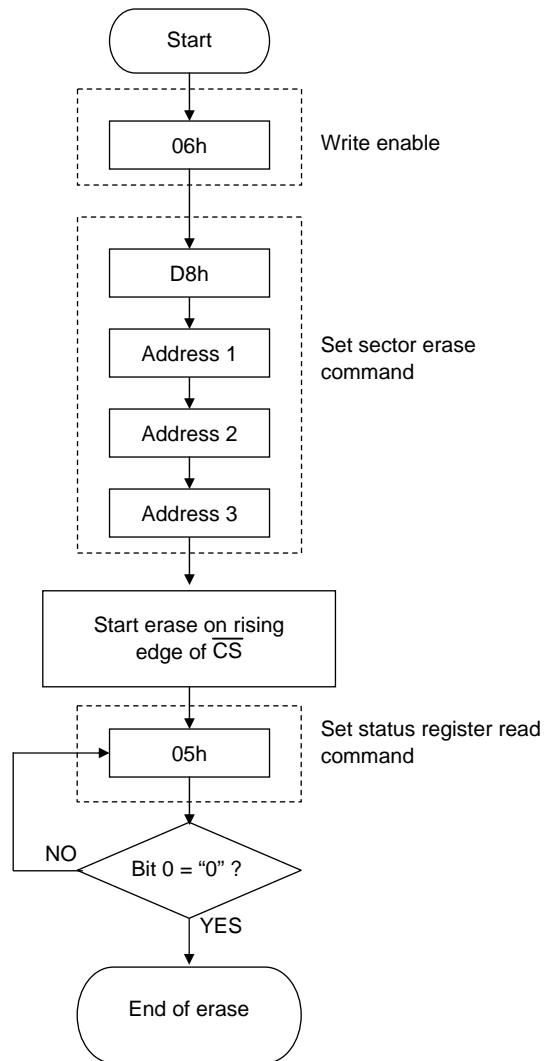 Start
06h
Write enable
D8h
Address 1
Set sector erase
command
Address 2
Address 3
Start erase on rising
edge of C̅S̅
Set status register read
command
05h
NO
Bit 0 = “0” ?
YES
End of erase